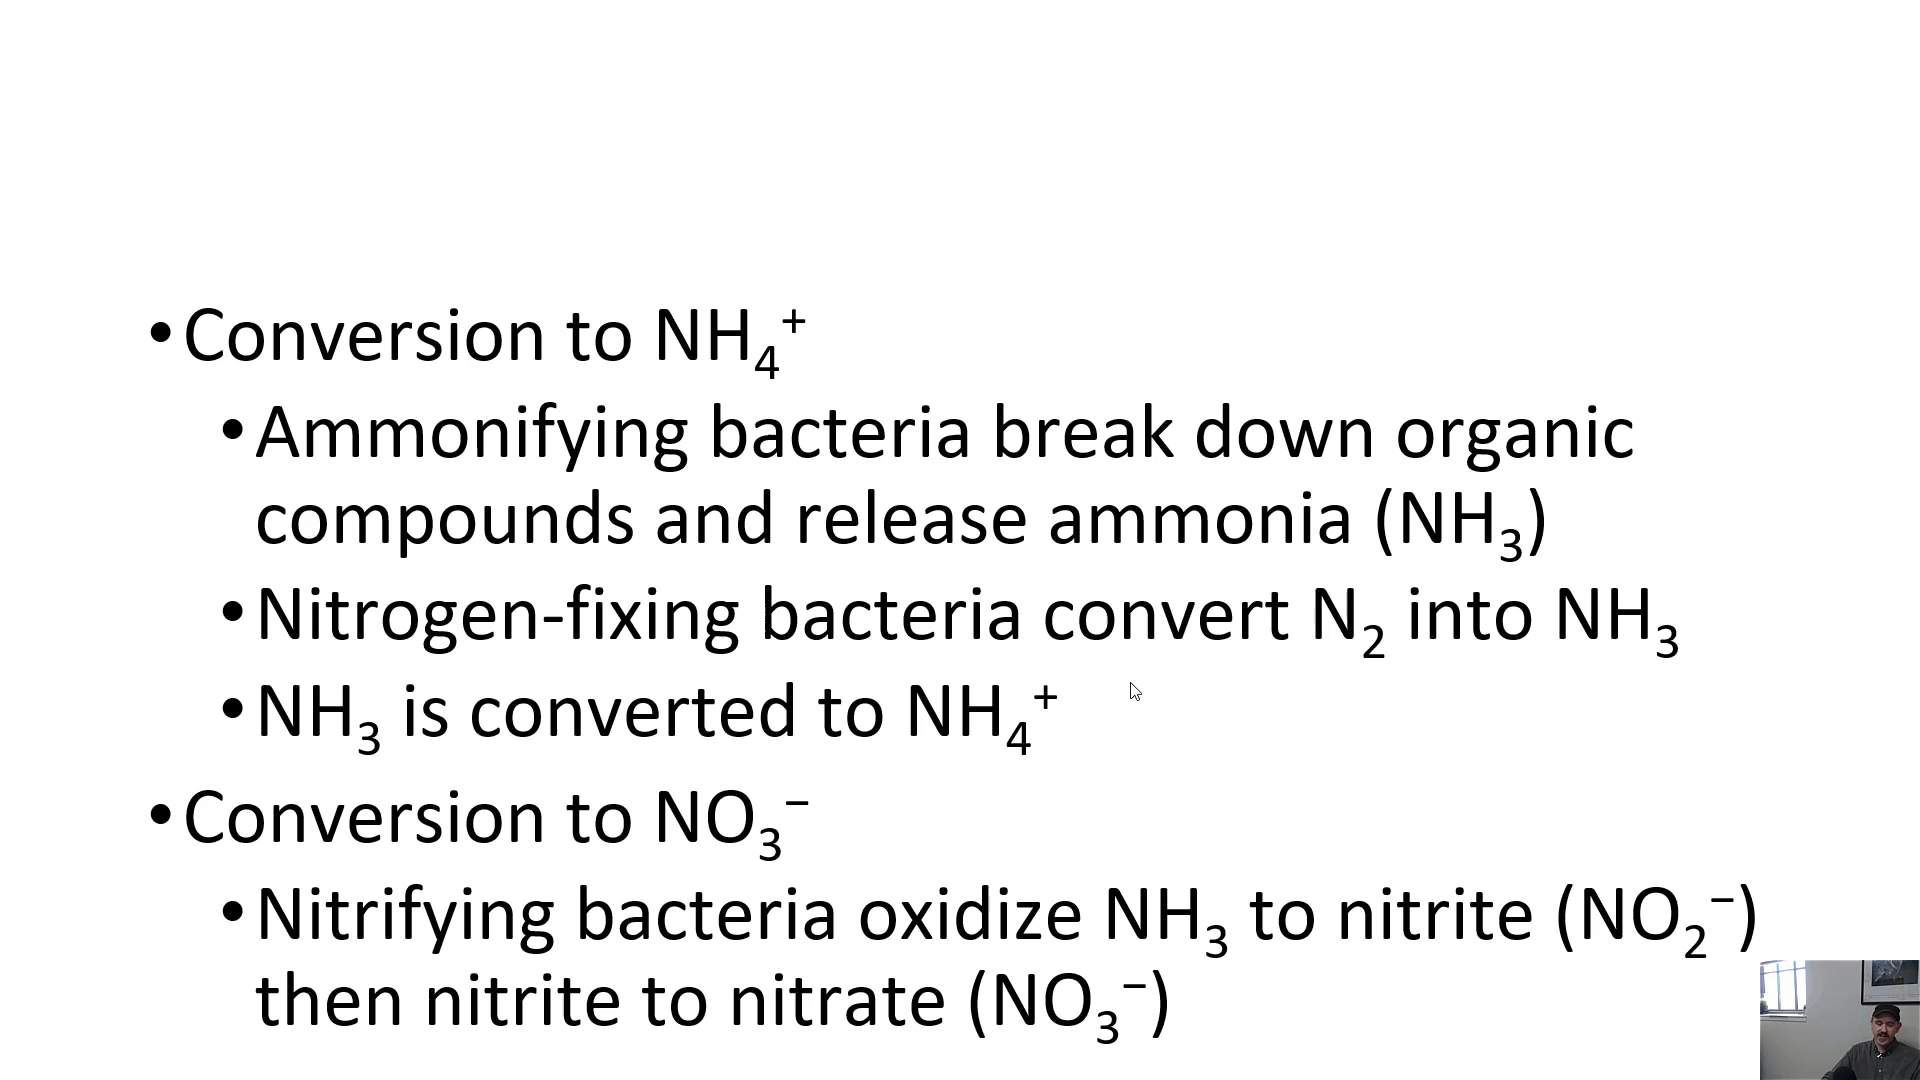 • Conversion to NH₄⁺
• Ammonifying bacteria break down organic
compounds and release ammonia (NH₃)
• Nitrogen-fixing bacteria convert N₂ into NH₃
• NH₃ is converted to NH₄⁺
• Conversion to NO₃⁻
• Nitrifying bacteria oxidize NH₃ to nitrite (NO₂⁻)
then nitrite to nitrate (NO₃⁻)